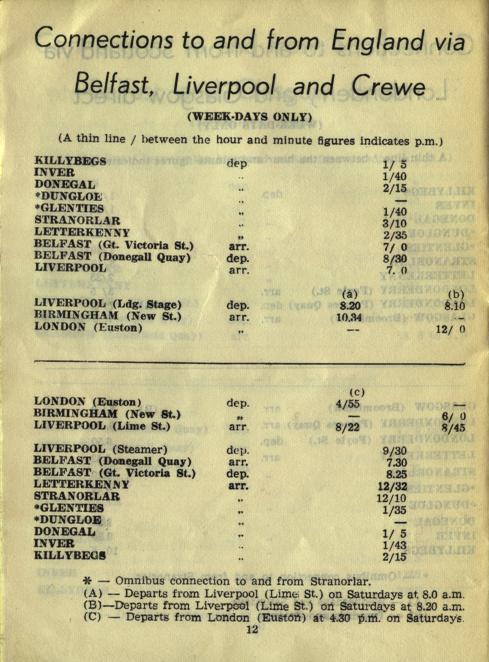 Connections to and from England via
Belfast, Liverpool and Crewe
(WEEK-DAYS ONLY)
(A thin line / between the hour and minute figures indicates p.m.)
KILLYBEGS dep 1/ 5
INVER „ 1/40
DONEGAL „ 2/15
*DUNGLOE „ —
*GLENTIES „ 1/40
STRANORLAR „ 3/10
LETTERKENNY „ 2/35
BELFAST (Gt. Victoria St.) arr. 7/ 0
BELFAST (Donegall Quay) dep. 8/30
LIVERPOOL arr. 7. 0
(a) (b)
LIVERPOOL (Ldg. Stage) dep. 8.20 8.10
BIRMINGHAM (New St.) arr. 10.34 —
LONDON (Euston) „ — 12/ 0
(c)
LONDON (Euston) dep. 4/55 —
BIRMINGHAM (New St.) „ — 6/ 0
LIVERPOOL (Lime St.) arr. 8/22 8/45
LIVERPOOL (Steamer) dep. 9/30
BELFAST (Donegall Quay) arr. 7.30
BELFAST (Gt. Victoria St.) dep. 8.25
LETTERKENNY arr. 12/32
STRANORLAR „ 12/10
*GLENTIES „ 1/35
*DUNGLOE „ —
DONEGAL „ 1/ 5
INVER „ 1/43
KILLYBEGS „ 2/15
* — Omnibus connection to and from Stranorlar.
(A) — Departs from Liverpool (Lime St.) on Saturdays at 8.0 a.m.
(B)—Departs from Liverpool (Lime St.) on Saturdays at 8.20 a.m.
(C) — Departs from London (Euston) at 4.30 p.m. on Saturdays.
12